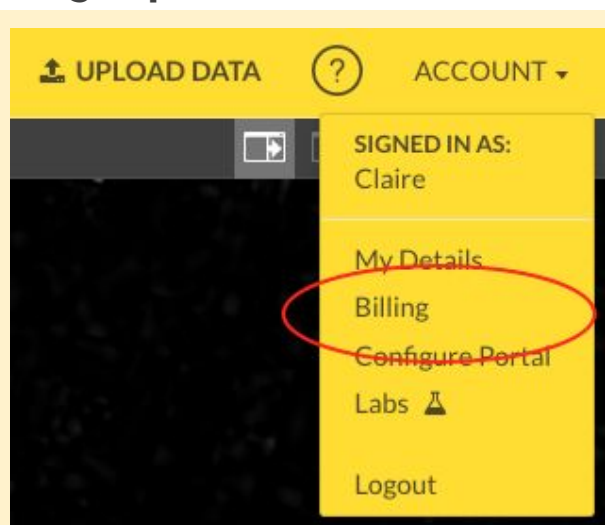 UPLOAD DATA ? ACCOUNT
SIGNED IN AS:
Claire
My Details
Billing
Configure Portal
Labs
Logout